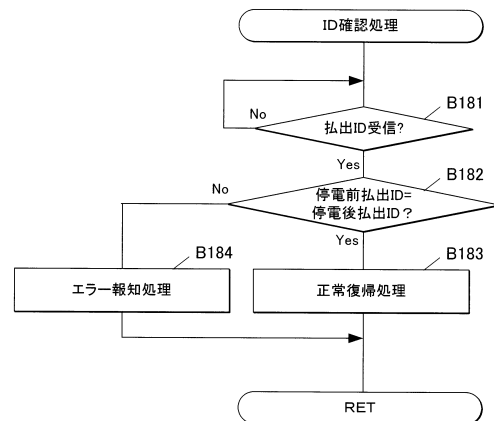 ID確認処理
B181
No
払出ID受信?
Yes
B182
No
停電前払出ID=
停電後払出ID?
Yes
B184
B183
エラー報知処理
正常復帰処理
RET